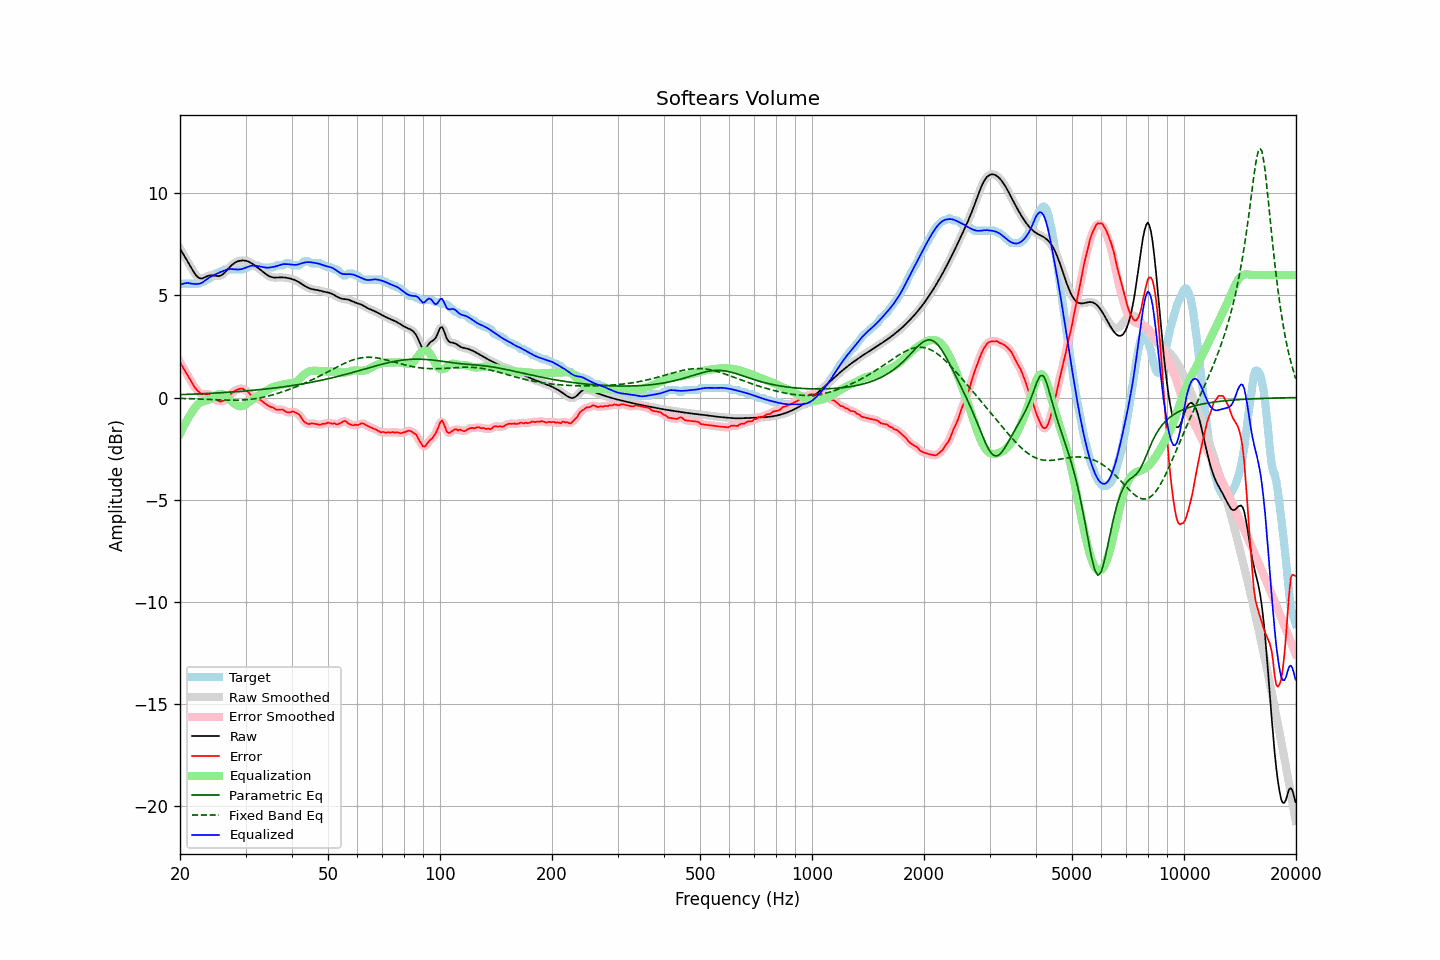 Softears Volume
Amplitude (dBr)
10
5
0
−5
−10
−15
−20
Target
Raw Smoothed
Error Smoothed
Raw
Error
Equalization
Parametric Eq
Fixed Band Eq
Equalized
20 50 100 200 500 1000 2000 5000 10000 20000
Frequency (Hz)